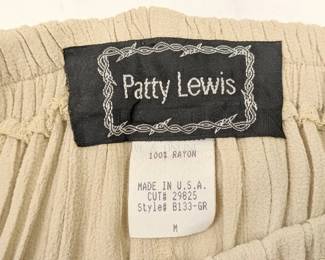 Patty Lewis
100% RAYON
MADE IN U.S.A.
CUT# 29825
Style# B133-GR
M